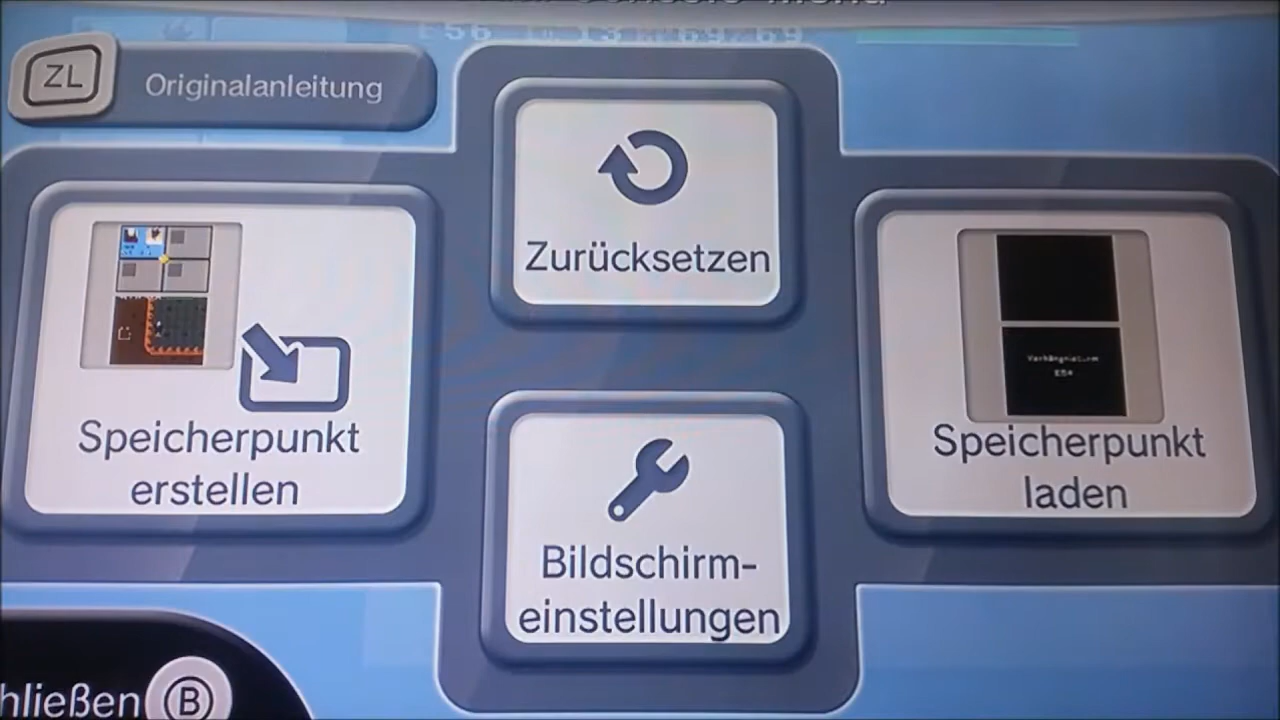 ZL
Originalanleitung
Zurücksetzen
Speicherpunkt
erstellen
Speicherpunkt
laden
Bildschirm-
einstellungen
hließen B